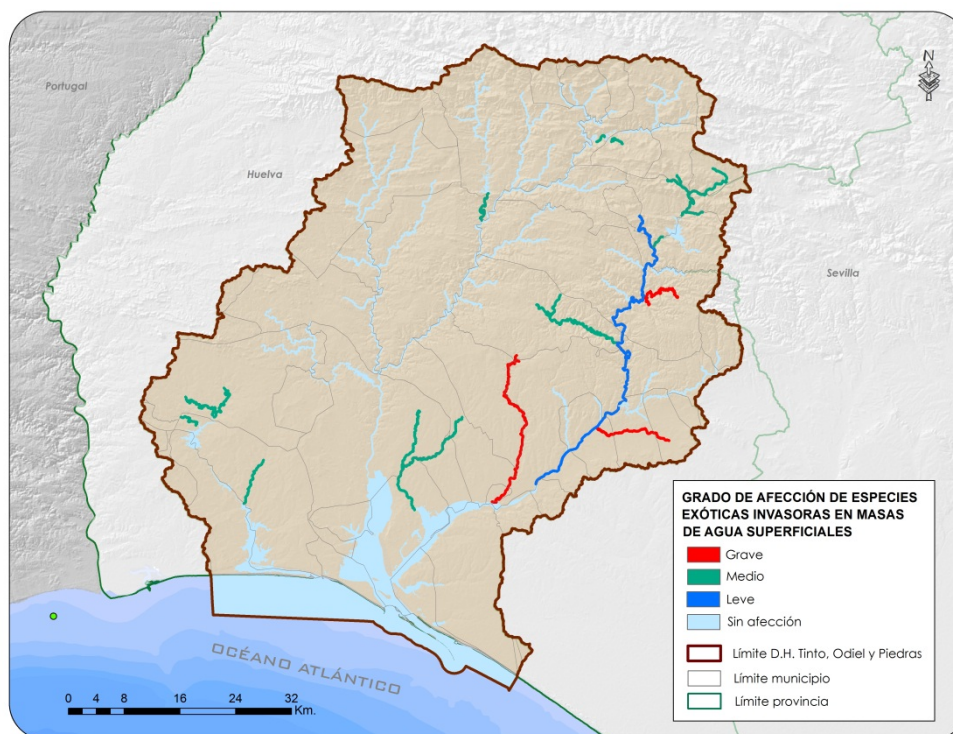 Portugal
N
Huelva
Sevilla
OCÉANO ATLÁNTICO
0 4 8 16 24 32
Km.
GRADO DE AFECCIÓN DE ESPECIES
EXÓTICAS INVASORAS EN MASAS
DE AGUA SUPERFICIALES
Grave
Medio
Leve
Sin afección
Límite D.H. Tinto, Odiel y Piedras
Límite municipio
Límite provincia